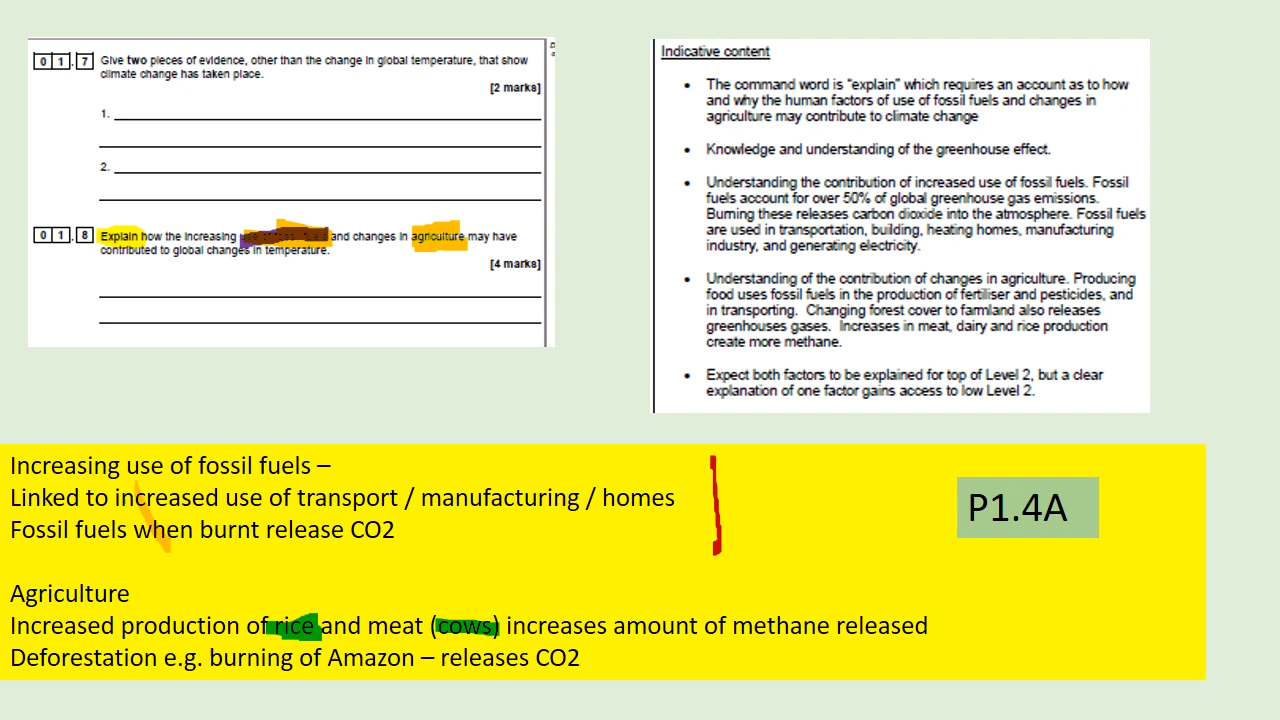 0 1 . 7 Give two pieces of evidence, other than the change in global temperature, that show
climate change has taken place.
[2 marks]
1.
2.
0 1 . 8 Explain how the increasing and changes in agriculture may have
contributed to global changes in temperature.
[4 marks]
Indicative content
• The command word is "explain" which requires an account as to how
and why the human factors of use of fossil fuels and changes in
agriculture may contribute to climate change
• Knowledge and understanding of the greenhouse effect.
• Understanding the contribution of increased use of fossil fuels. Fossil
fuels account for over 50% of global greenhouse gas emissions.
Burning these releases carbon dioxide into the atmosphere. Fossil fuels
are used in transportation, building, heating homes, manufacturing
industry, and generating electricity.
• Understanding of the contribution of changes in agriculture. Producing
food uses fossil fuels in the production of fertiliser and pesticides, and
in transporting. Changing forest cover to farmland also releases
greenhouses gases. Increases in meat, dairy and rice production
create more methane.
• Expect both factors to be explained for top of Level 2, but a clear
explanation of one factor gains access to low Level 2.
Increasing use of fossil fuels –
Linked to increased use of transport / manufacturing / homes
Fossil fuels when burnt release CO2
P1.4A
Agriculture
Increased production of rice and meat (cows) increases amount of methane released
Deforestation e.g. burning of Amazon – releases CO2